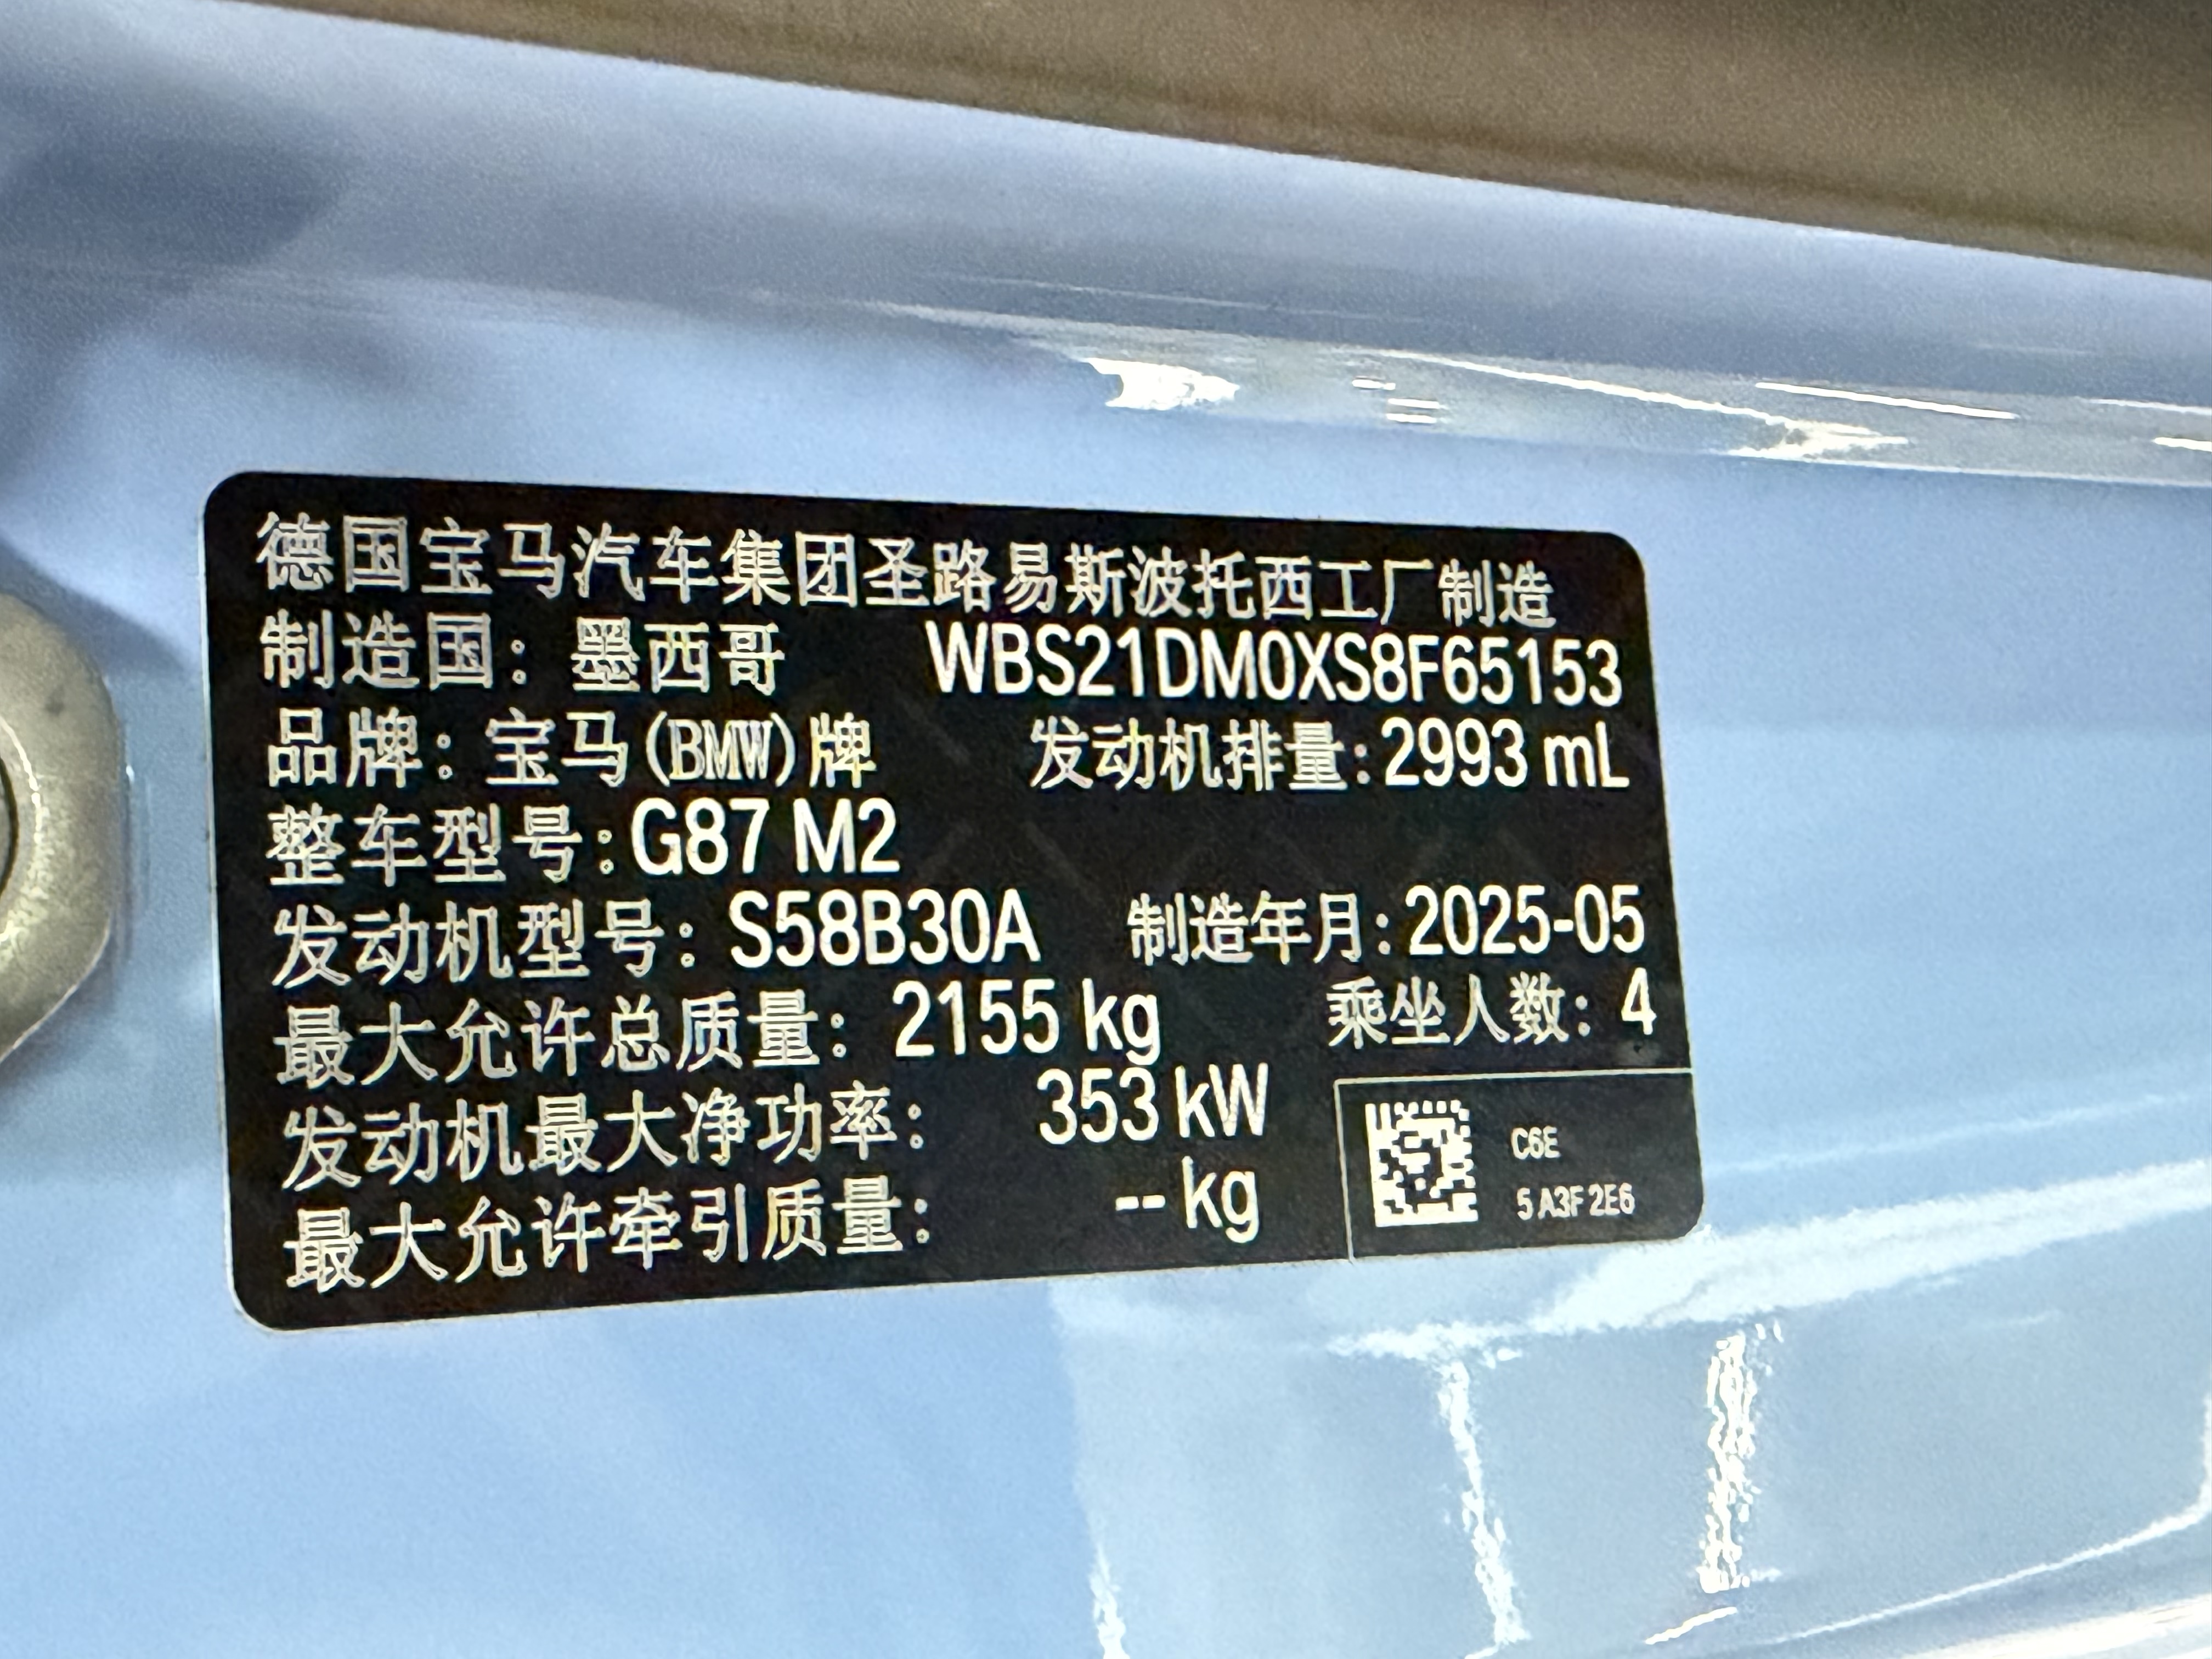 德国宝马汽车集团圣路易斯波托西工厂制造
制造国：墨西哥 WBS21DM0XS8F65153
品牌：宝马(BMW)牌 发动机排量：2993 mL
整车型号：G87 M2
发动机型号：S58B30A 制造年月：2025-05
最大允许总质量：2155 kg 乘坐人数：4
发动机最大净功率：353 kW
最大允许牵引质量：-- kg
C6E
5 A3F 2E6